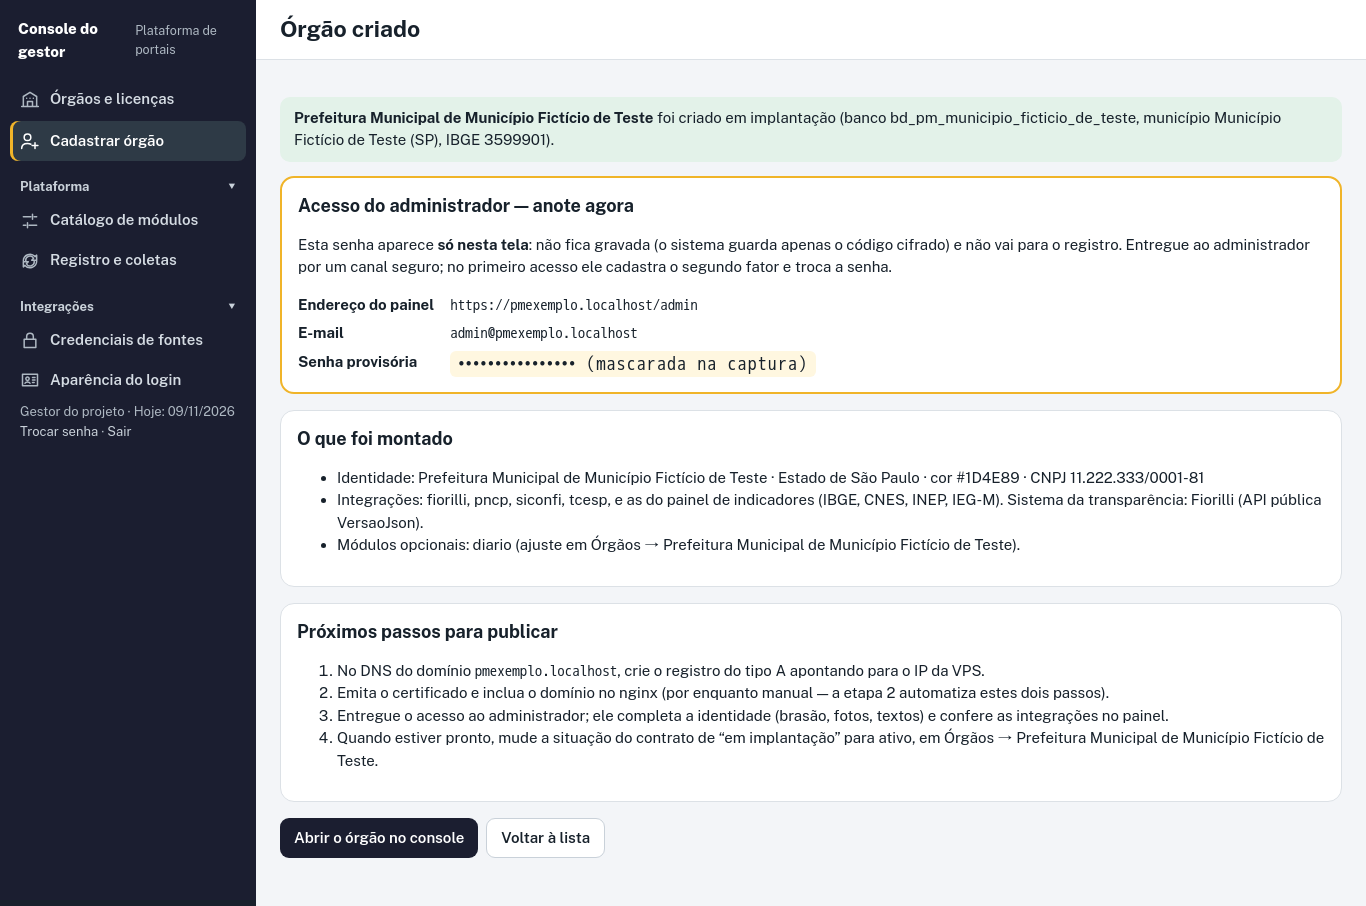 Console do gestor
Plataforma de portais
Órgãos e licenças
Cadastrar órgão
Plataforma ▼
Catálogo de módulos
Registro e coletas
Integrações ▼
Credenciais de fontes
Aparência do login
Gestor do projeto · Hoje: 09/11/2026
Trocar senha · Sair
Órgão criado
Prefeitura Municipal de Município Fictício de Teste foi criado em implantação (banco bd_pm_municipio_ficticio_de_teste, município Município
Fictício de Teste (SP), IBGE 3599901).
Acesso do administrador — anote agora
Esta senha aparece só nesta tela: não fica gravada (o sistema guarda apenas o código cifrado) e não vai para o registro. Entregue ao administrador
por um canal seguro; no primeiro acesso ele cadastra o segundo fator e troca a senha.
Endereço do painel https://pmexemplo.localhost/admin
E-mail admin@pmexemplo.localhost
Senha provisória •••••••••••••••• (mascarada na captura)
O que foi montado
• Identidade: Prefeitura Municipal de Município Fictício de Teste · Estado de São Paulo · cor #1D4E89 · CNPJ 11.222.333/0001-81
• Integrações: fiorilli, pncp, siconfi, tcesp, e as do painel de indicadores (IBGE, CNES, INEP, IEG-M). Sistema da transparência: Fiorilli (API pública
VersaoJson).
• Módulos opcionais: diario (ajuste em Órgãos → Prefeitura Municipal de Município Fictício de Teste).
Próximos passos para publicar
1. No DNS do domínio pmexemplo.localhost, crie o registro do tipo A apontando para o IP da VPS.
2. Emita o certificado e inclua o domínio no nginx (por enquanto manual — a etapa 2 automatiza estes dois passos).
3. Entregue o acesso ao administrador; ele completa a identidade (brasão, fotos, textos) e confere as integrações no painel.
4. Quando estiver pronto, mude a situação do contrato de “em implantação” para ativo, em Órgãos → Prefeitura Municipal de Município Fictício de
Teste.
Abrir o órgão no console
Voltar à lista